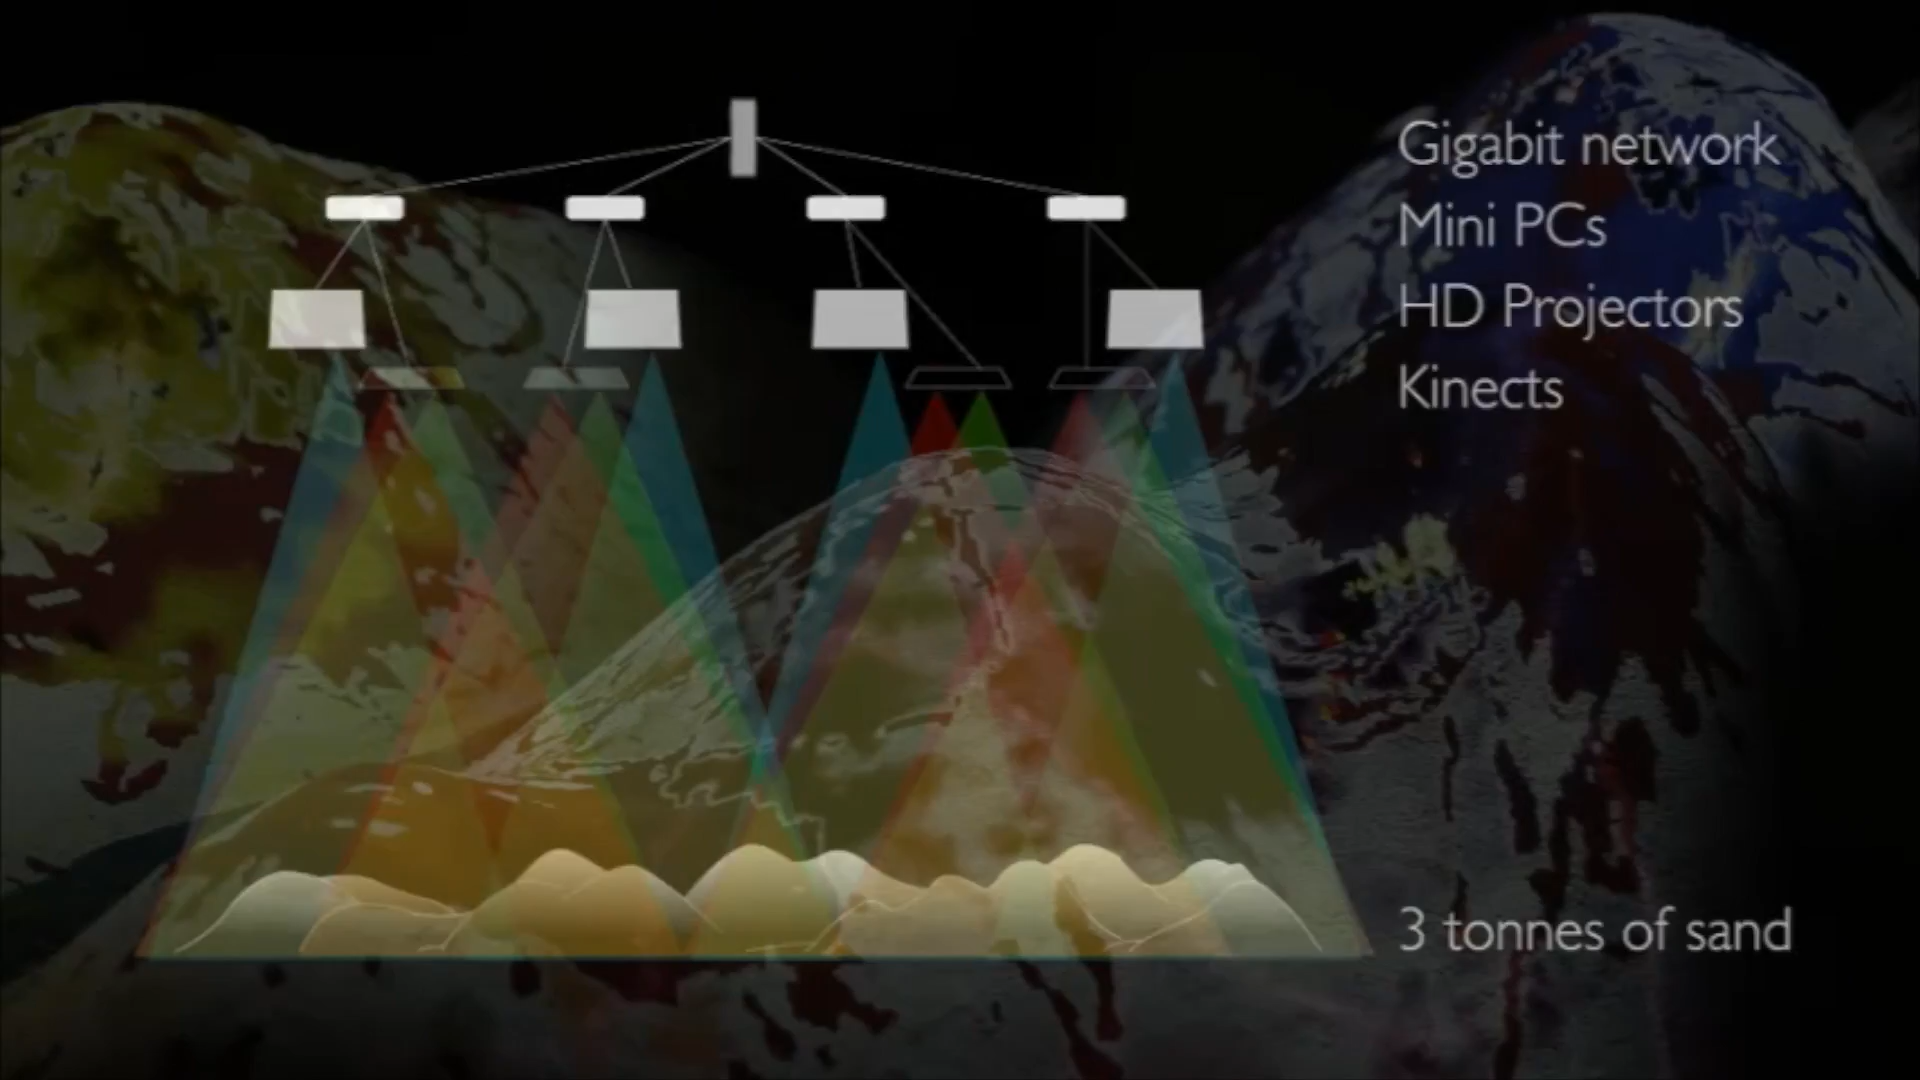 Gigabit network
Mini PCs
HD Projectors
Kinects
3 tonnes of sand